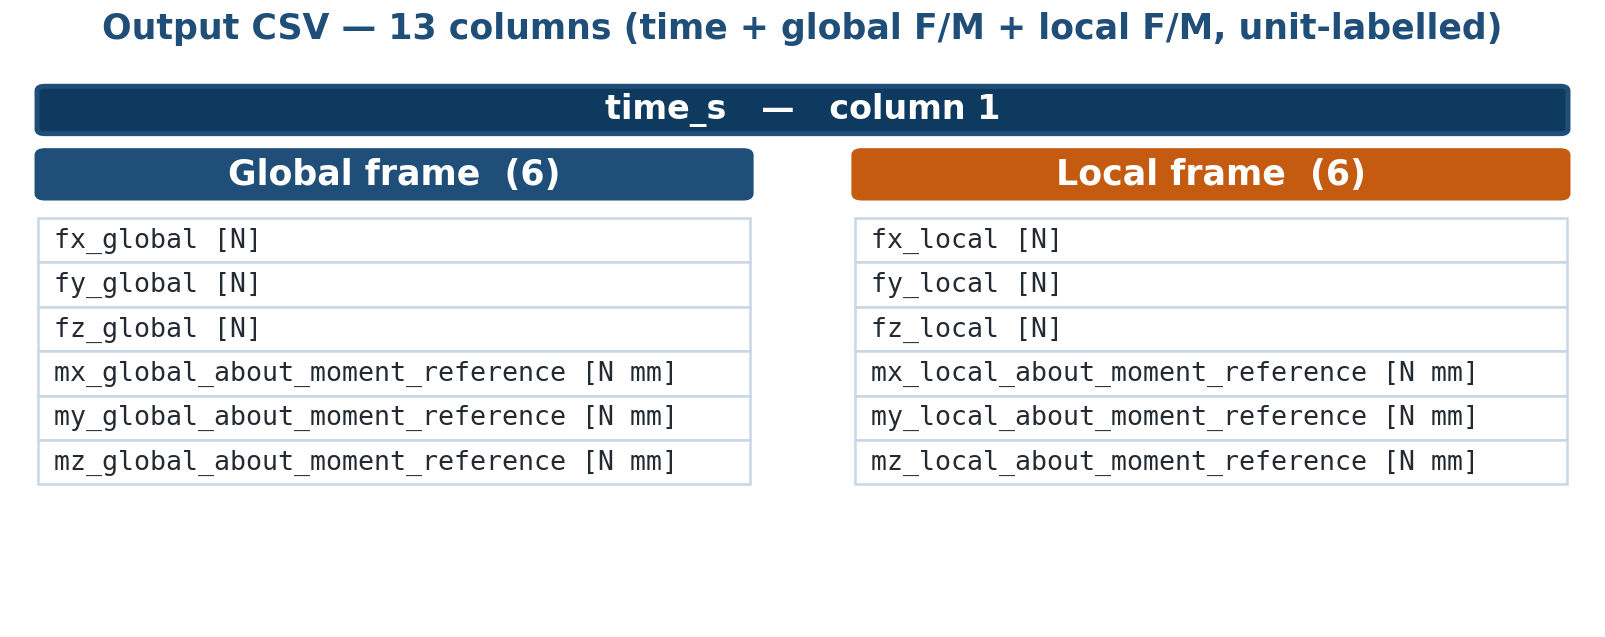 Output CSV — 13 columns (time + global F/M + local F/M, unit-labelled)
time_s — column 1
Global frame (6)
fx_global [N]
fy_global [N]
fz_global [N]
mx_global_about_moment_reference [N mm]
my_global_about_moment_reference [N mm]
mz_global_about_moment_reference [N mm]
Local frame (6)
fx_local [N]
fy_local [N]
fz_local [N]
mx_local_about_moment_reference [N mm]
my_local_about_moment_reference [N mm]
mz_local_about_moment_reference [N mm]